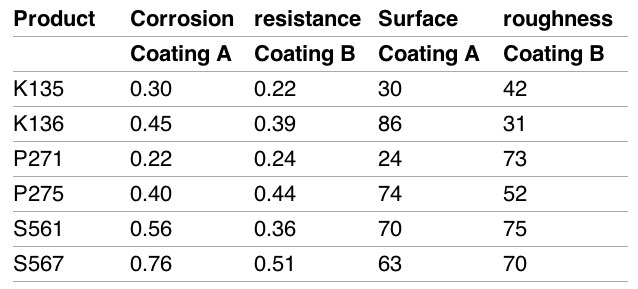 Product Corrosion resistance Surface roughness
Coating A Coating B Coating A Coating B
K135 0.30 0.22 30 42
K136 0.45 0.39 86 31
P271 0.22 0.24 24 73
P275 0.40 0.44 74 52
S561 0.56 0.36 70 75
S567 0.76 0.51 63 70